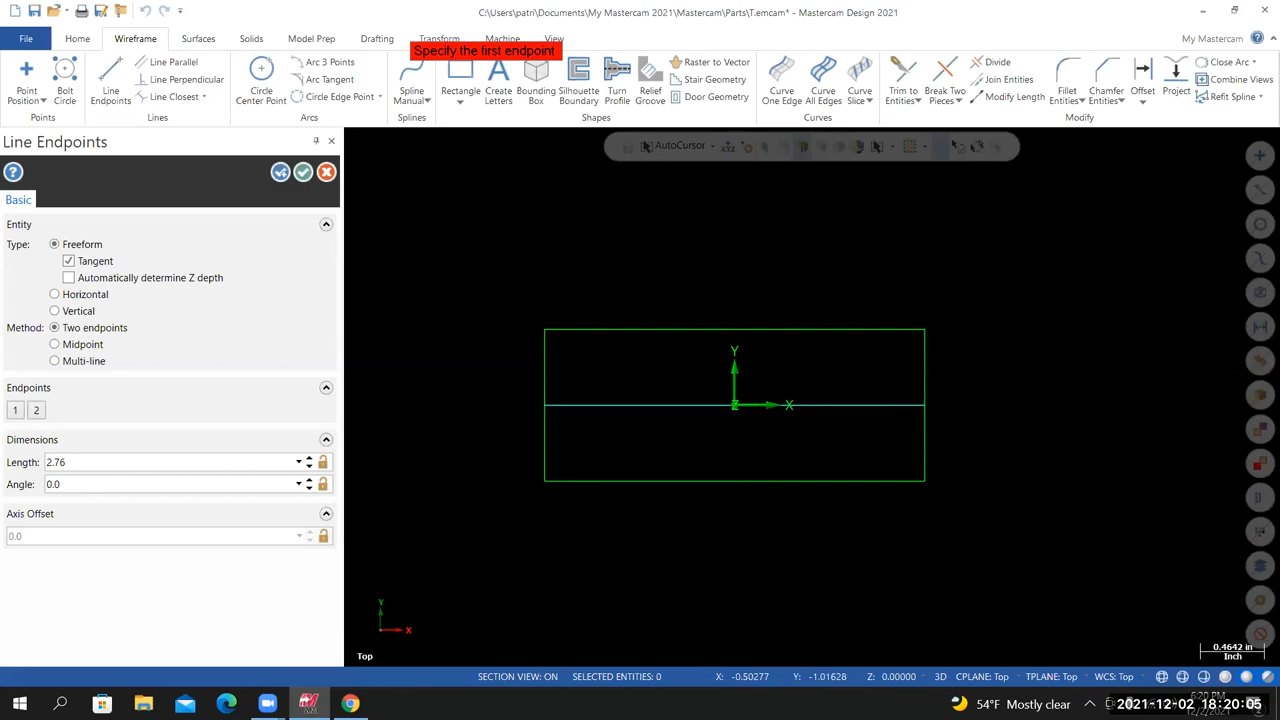 C:\Users\patri\Documents\My Mastercam 2021\Mastercam\Parts\T.emcam* - Mastercam Design 2021
File Home Wireframe Surfaces Solids Model Prep Drafting Transform Machine View My Mastercam
Specify the first endpoint
Point Position
Bolt Circle
Points
Line Endpoints
Line Parallel
Line Perpendicular
Line Closest
Lines
Circle Center Point
Arc 3 Points
Arc Tangent
Circle Edge Point
Arcs
Spline Manual
Splines
Rectangle
Create Letters
Bounding Box
Silhouette Boundary
Turn Profile
Relief Groove
Raster to Vector
Stair Geometry
Door Geometry
Shapes
Curve One Edge
Curve All Edges
Curve Slice
Curves
Trim to Entities
Break Two Pieces
Divide
Join Entities
Modify Length
Fillet Entities
Chamfer Entities
Offset
Project
Close Arc
Combine Views
Refit Spline
Modify
Line Endpoints
Basic
Entity
Type: Freeform
Tangent
Automatically determine Z depth
Horizontal
Vertical
Method: Two endpoints
Midpoint
Multi-line
Endpoints
1 2
Dimensions
Length: 2.76
Angle: 0.0
Axis Offset
0.0
AutoCursor
XYZ
Y
Z X
Y
X
Top
0.4642 in
Inch
SECTION VIEW: ON SELECTED ENTITIES: 0 X: -0.50277 Y: -1.01628 Z: 0.00000 3D CPLANE: Top TPLANE: Top WCS: Top
54°F Mostly clear
6:20 PM
12/2/2021
2021-12-02 18:20:05